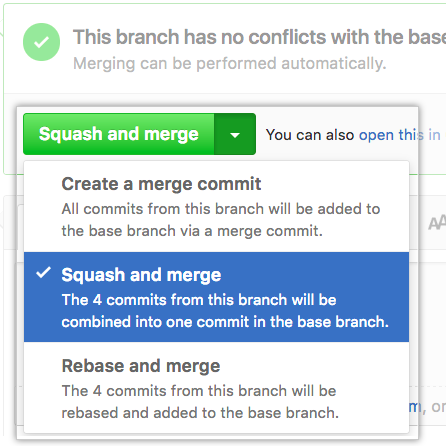 This branch has no conflicts with the base
Merging can be performed automatically.
Squash and merge
You can also open this in
Create a merge commit
All commits from this branch will be added to
the base branch via a merge commit.
Squash and merge
The 4 commits from this branch will be
combined into one commit in the base branch.
Rebase and merge
The 4 commits from this branch will be
rebased and added to the base branch.